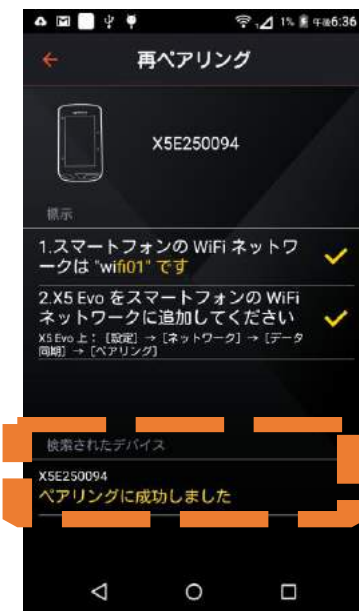 1% 午後6:36
再ペアリング
X5E250094
標示
1.スマートフォンの WiFi ネットワ
ークは "wifi01" です
2.X5 Evo をスマートフォンの WiFi
ネットワークに追加してください
X5 Evo 上： [設定] → [ネットワーク] → [データ
同期] → [ペアリング]
検索されたデバイス
X5E250094
ペアリングに成功しました